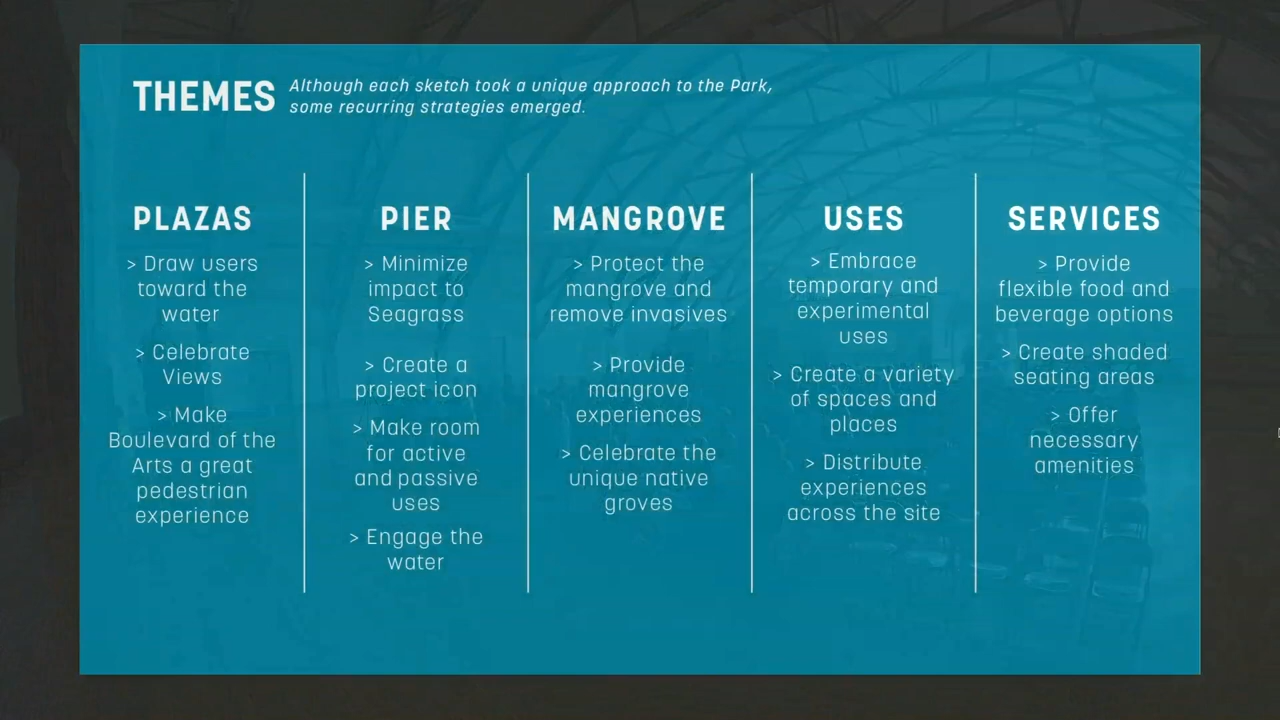 THEMES
Although each sketch took a unique approach to the Park,
some recurring strategies emerged.
PLAZAS
> Draw users
toward the
water
> Celebrate
Views
> Make
Boulevard of the
Arts a great
pedestrian
experience
PIER
> Minimize
impact to
Seagrass
> Create a
project icon
> Make room
for active
and passive
uses
> Engage the
water
MANGROVE
> Protect the
mangrove and
remove invasives
> Provide
mangrove
experiences
> Celebrate the
unique native
groves
USES
> Embrace
temporary and
experimental
uses
> Create a variety
of spaces and
places
> Distribute
experiences
across the site
SERVICES
> Provide
flexible food and
beverage options
> Create shaded
seating areas
> Offer
necessary
amenities